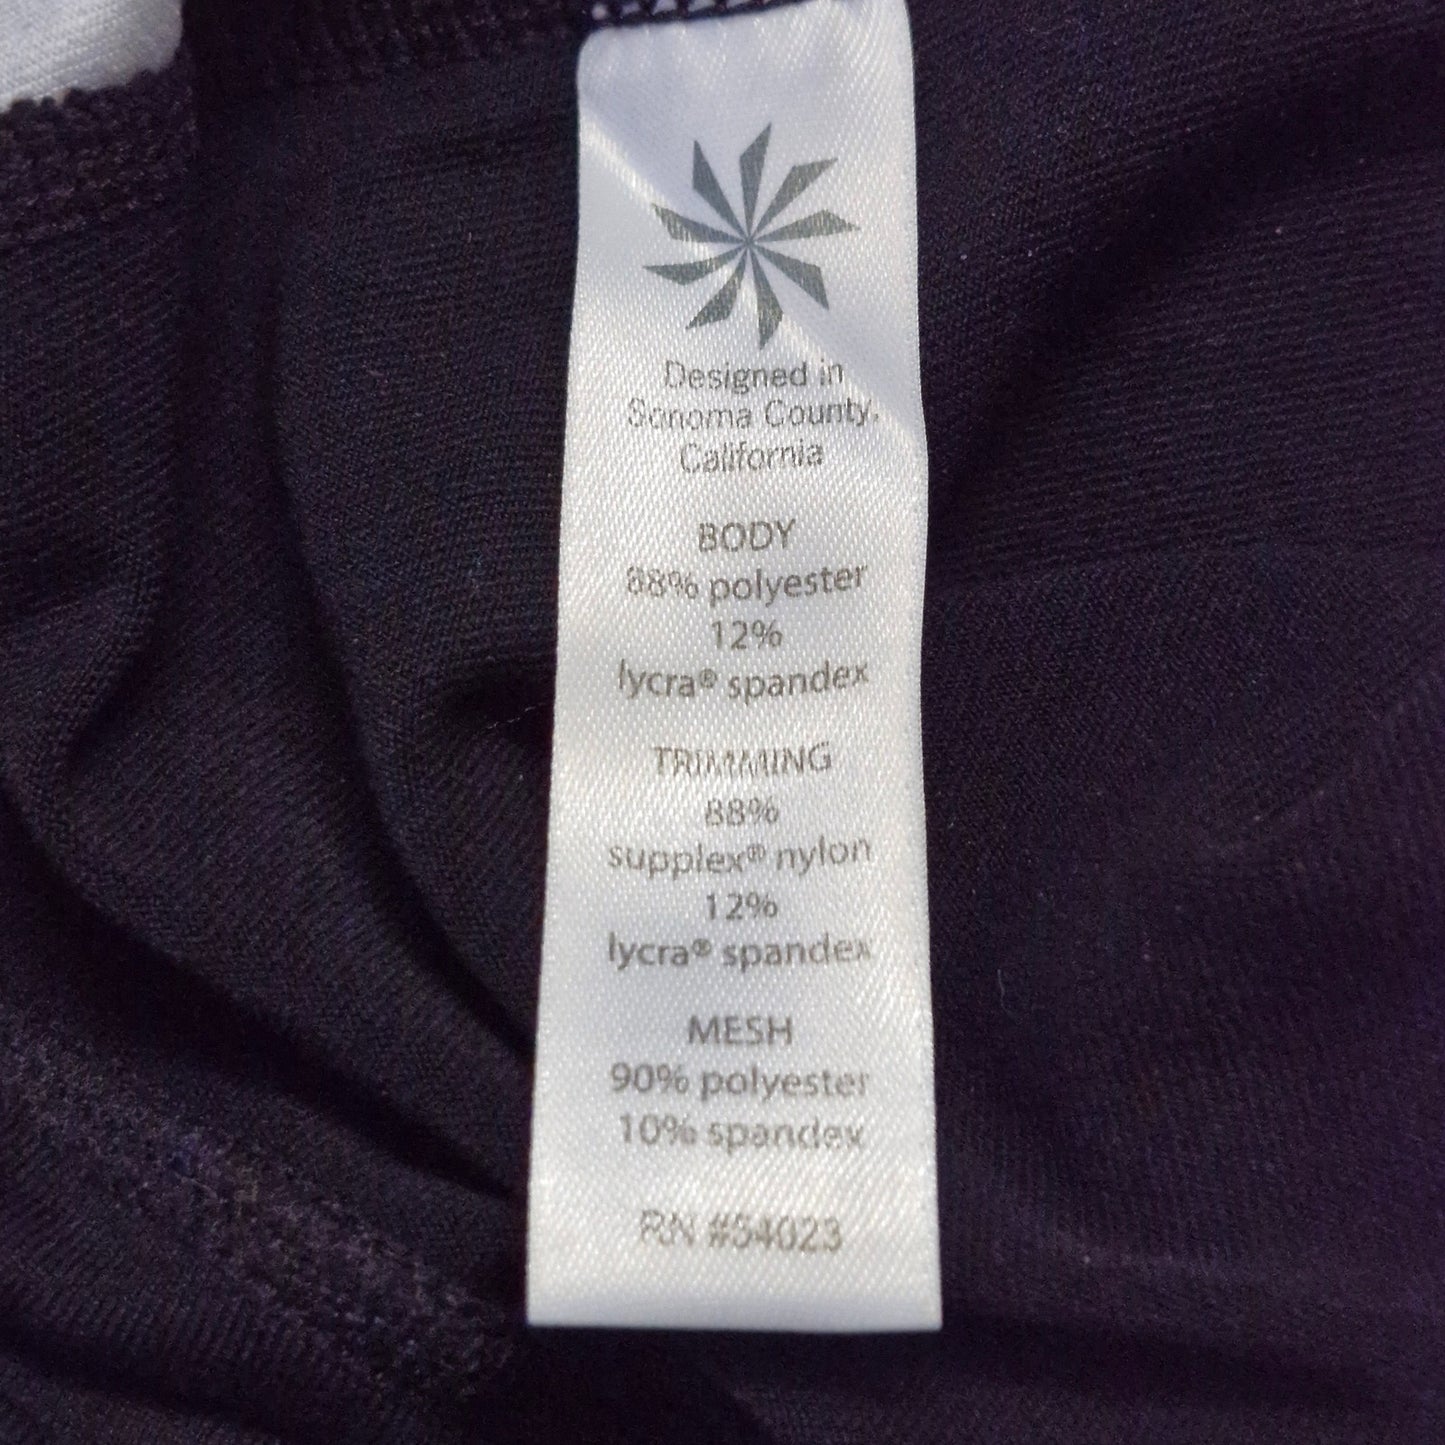 Designed in
Sonoma County,
California
BODY
88% polyester
12%
lycra® spandex
TRIMMING
88%
supplex® nylon
12%
lycra® spandex
MESH
90% polyester
10% spandex
RN #54023